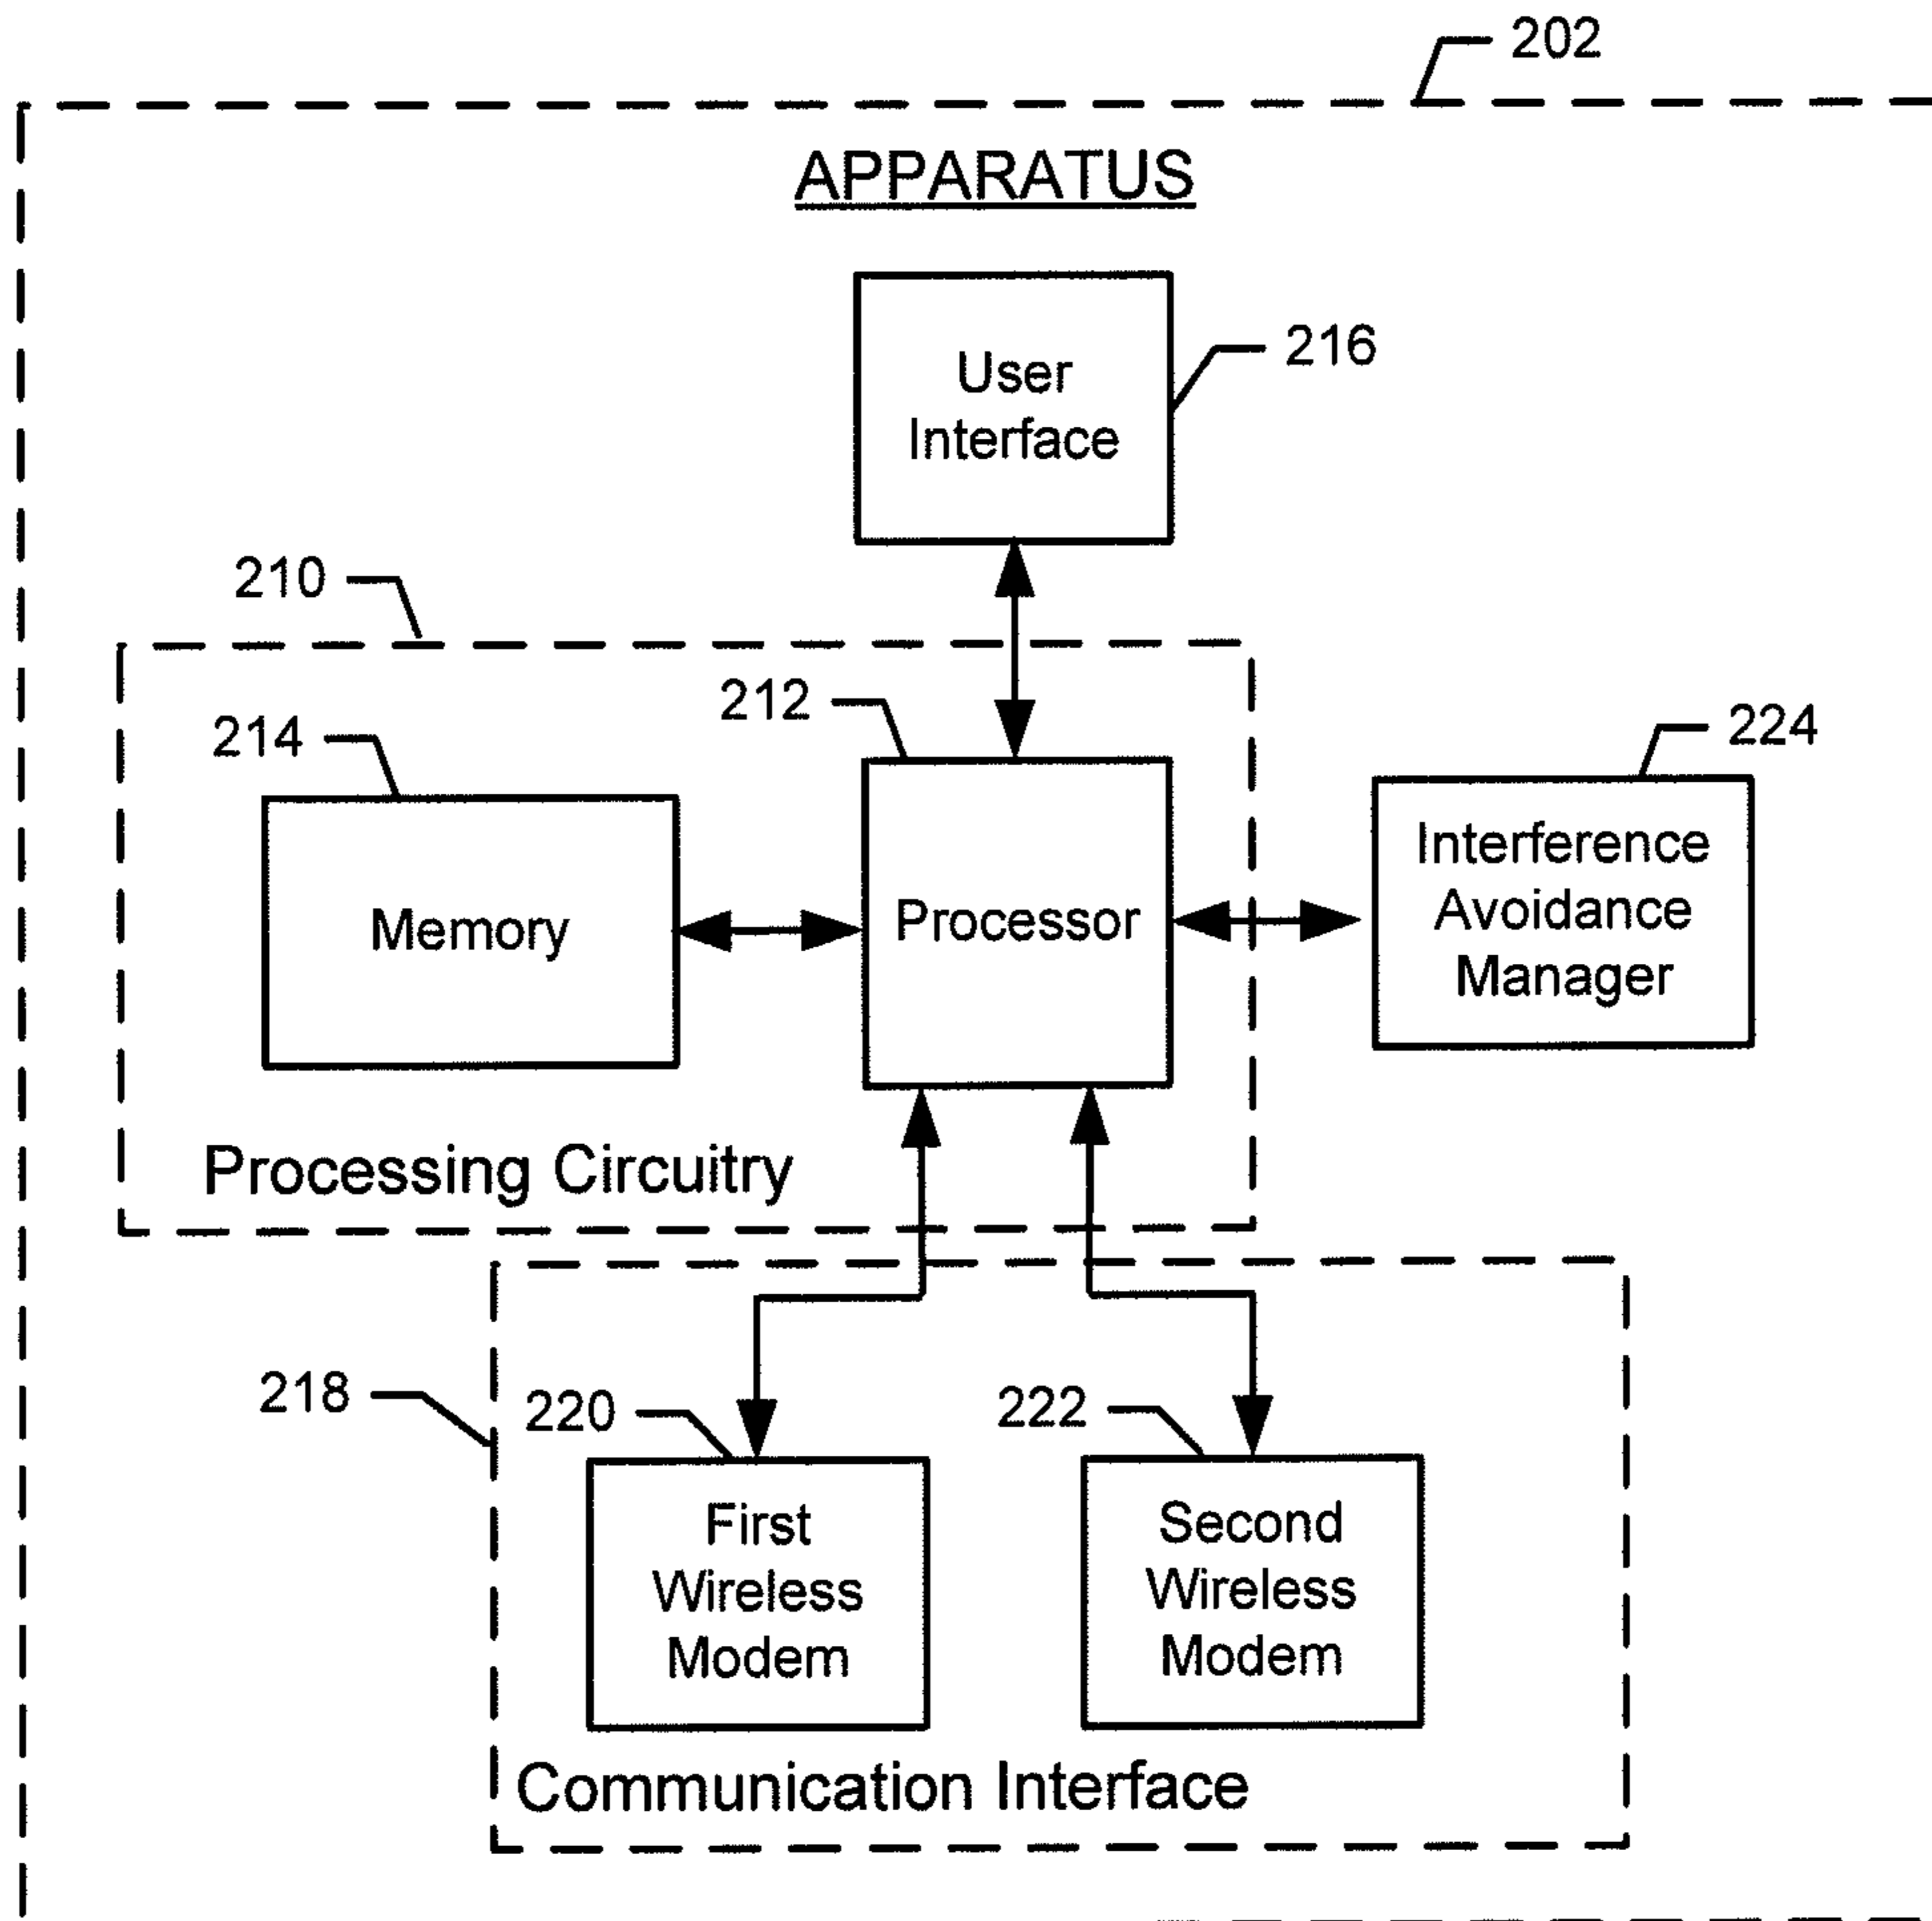 202
APPARATUS
User
Interface
216
210
212
214
224
Memory
Processor
Interference
Avoidance
Manager
Processing Circuitry
218
220
222
First
Wireless
Modem
Second
Wireless
Modem
Communication Interface